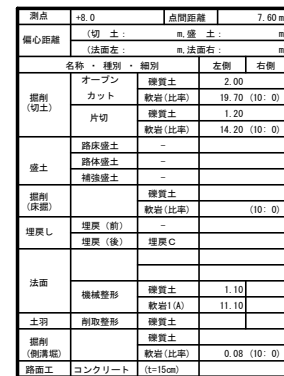 測点 +8.0 点間距離 7.60 m
偏心距離 (切 土: m,盛 土: m
(法面左: m,法面右: m
名称 ・ 種別 ・ 細別 左側 右側
掘削 (切土) オープンカット 礫質土 2.00
軟岩(比率) 19.70 (10: 0)
片切 礫質土 1.20
軟岩(比率) 14.20 (10: 0)
盛土 路床盛土 －
路体盛土 －
補強盛土 －
掘削 (床掘) 礫質土
軟岩(比率) (10: 0)
埋戻し 埋戻（前） －
埋戻（後） 埋戻Ｃ
法面 機械整形 礫質土 1.10
軟岩1(A) 11.10
土羽 削取整形 礫質土
掘削 (側溝堀) 礫質土
軟岩(比率) 0.08 (10: 0)
路面工 コンクリート (t=15cm)